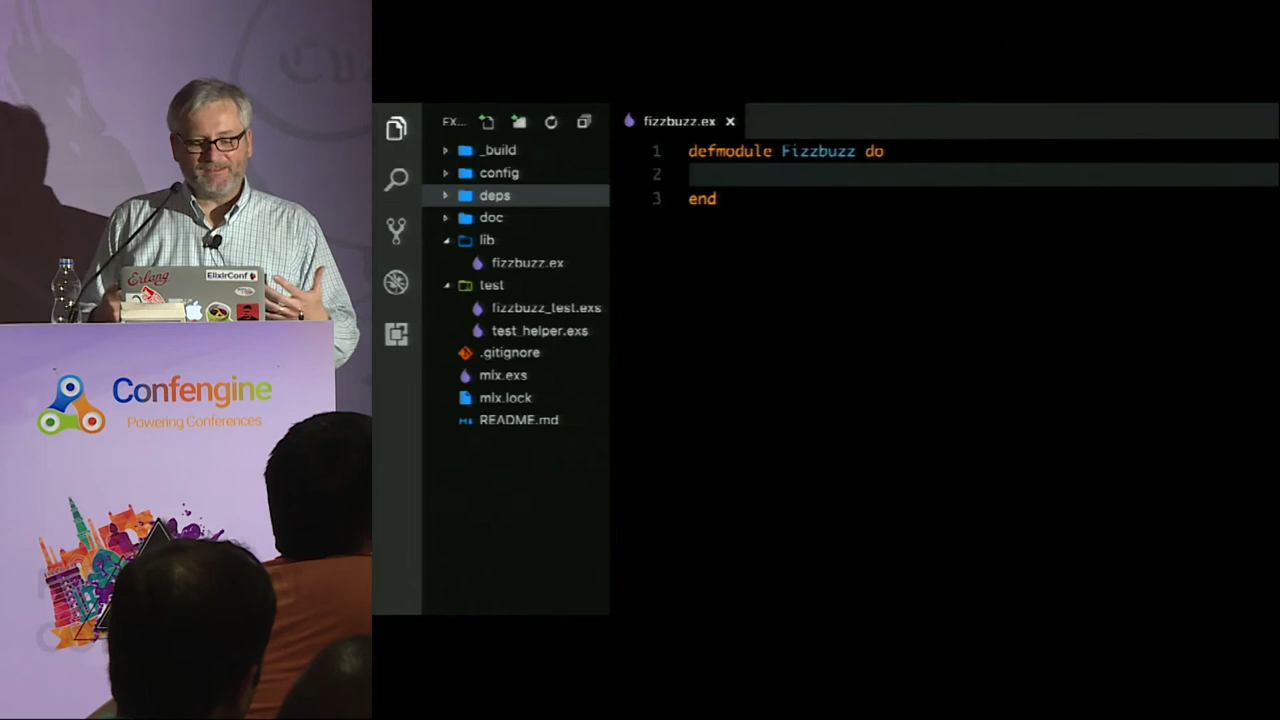 Erlang
ElixirConf
Confengine
Powering Conferences
EX...
_build
config
deps
doc
lib
fizzbuzz.ex
test
fizzbuzz_test.exs
test_helper.exs
.gitignore
mix.exs
mix.lock
README.md
fizzbuzz.ex ×
1 defmodule Fizzbuzz do
2
3 end